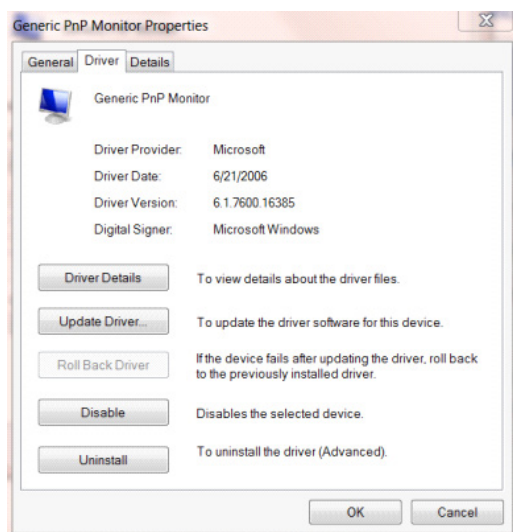 Generic PnP Monitor Properties
General Driver Details
Generic PnP Monitor
Driver Provider: Microsoft
Driver Date: 6/21/2006
Driver Version: 6.1.7600.16385
Digital Signer: Microsoft Windows
Driver Details To view details about the driver files.
Update Driver... To update the driver software for this device.
Roll Back Driver If the device fails after updating the driver, roll back
to the previously installed driver.
Disable Disables the selected device.
Uninstall To uninstall the driver (Advanced).
OK Cancel